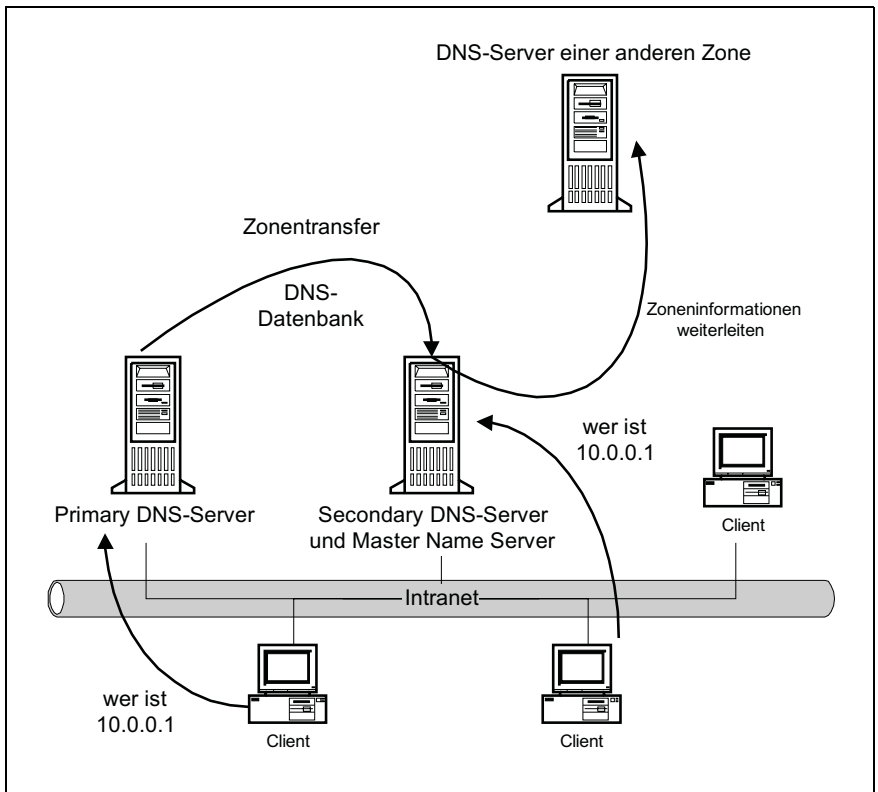 DNS-Server einer anderen Zone
Zonentransfer
DNS-
Datenbank
Zoneninformationen
weiterleiten
wer ist
10.0.0.1
Primary DNS-Server
Secondary DNS-Server
und Master Name Server
Client
Intranet
wer ist
10.0.0.1
Client
Client